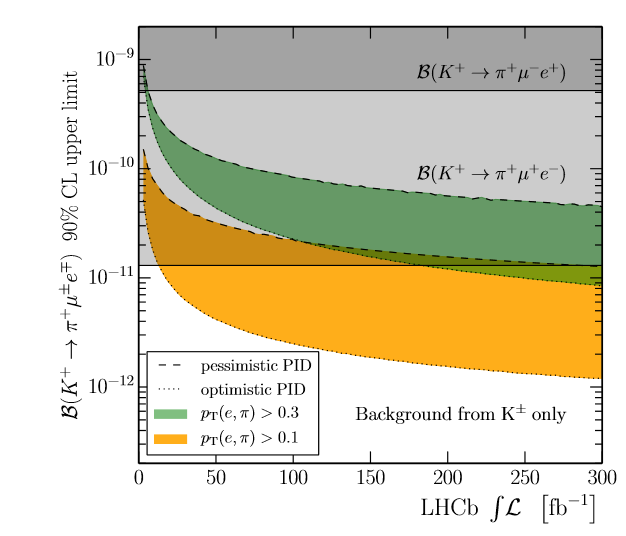 B(K⁺ → π⁺μ±e∓) 90% CL upper limit
10⁻⁹
10⁻¹⁰
10⁻¹¹
10⁻¹²
B(K⁺ → π⁺μ⁻e⁺)
B(K⁺ → π⁺μ⁺e⁻)
pessimistic PID
optimistic PID
p_T(e, π) > 0.3
p_T(e, π) > 0.1
Background from K± only
0 50 100 150 200 250 300
LHCb ∫ℒ [fb⁻¹]